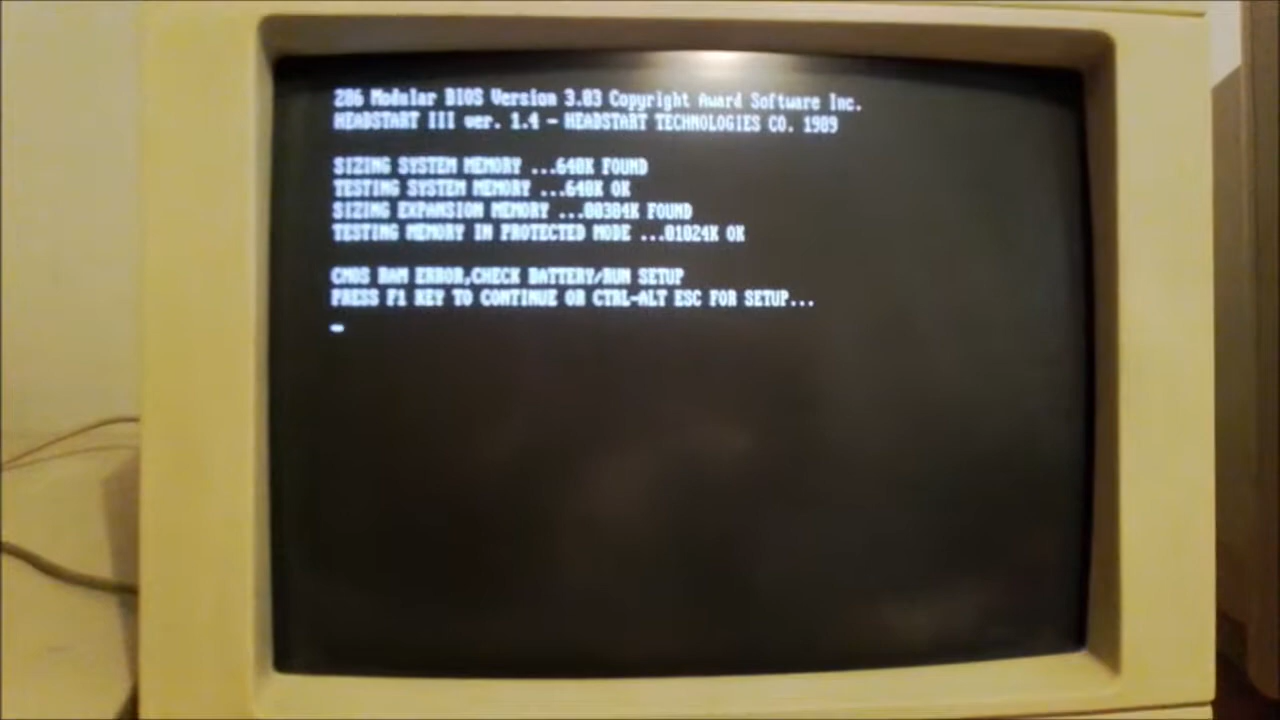 286 Modular BIOS Version 3.03 Copyright Award Software Inc.
HEADSTART III ver. 1.4 - HEADSTART TECHNOLOGIES CO. 1989
SIZING SYSTEM MEMORY ...640K FOUND
TESTING SYSTEM MEMORY ...640K OK
SIZING EXPANSION MEMORY ...00384K FOUND
TESTING MEMORY IN PROTECTED MODE ...01024K OK
CMOS RAM ERROR,CHECK BATTERY/RUN SETUP
PRESS F1 KEY TO CONTINUE OR CTRL-ALT ESC FOR SETUP...